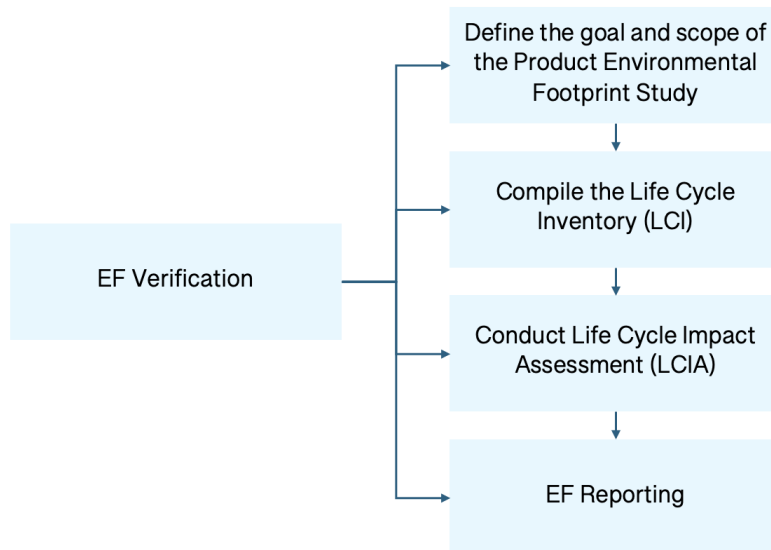 Define the goal and scope of
the Product Environmental
Footprint Study
Compile the Life Cycle
Inventory (LCI)
EF Verification
Conduct Life Cycle Impact
Assessment (LCIA)
EF Reporting